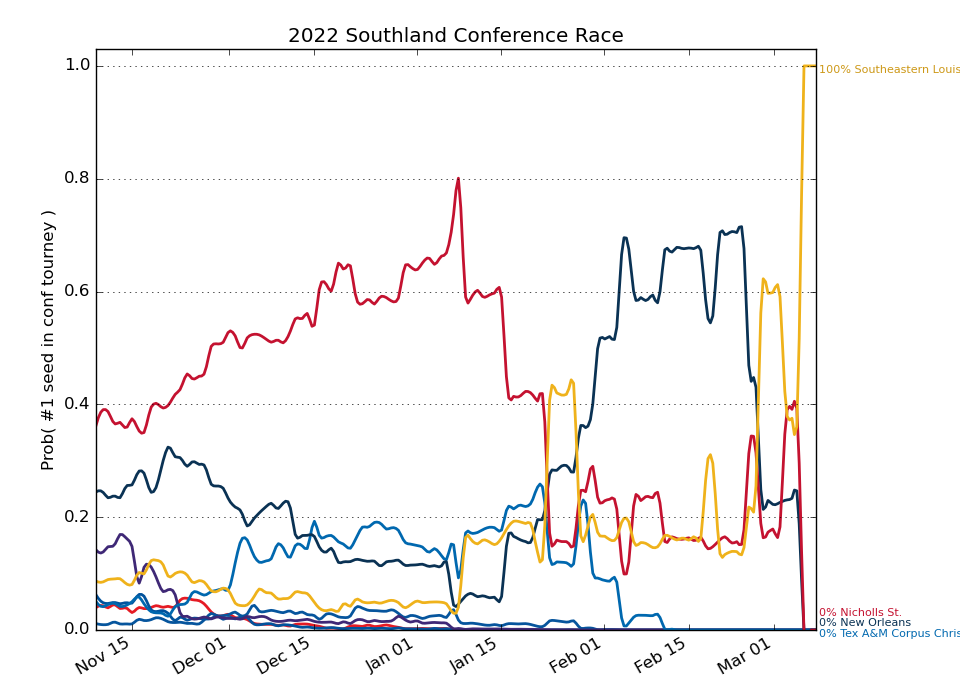 2022 Southland Conference Race
Prob( #1 seed in conf tourney )
1.0
0.8
0.6
0.4
0.2
0.0
Nov 15
Dec 01
Dec 15
Jan 01
Jan 15
Feb 01
Feb 15
Mar 01
100% Southeastern Louis
0% Nicholls St.
0% New Orleans
0% Tex A&M Corpus Chris